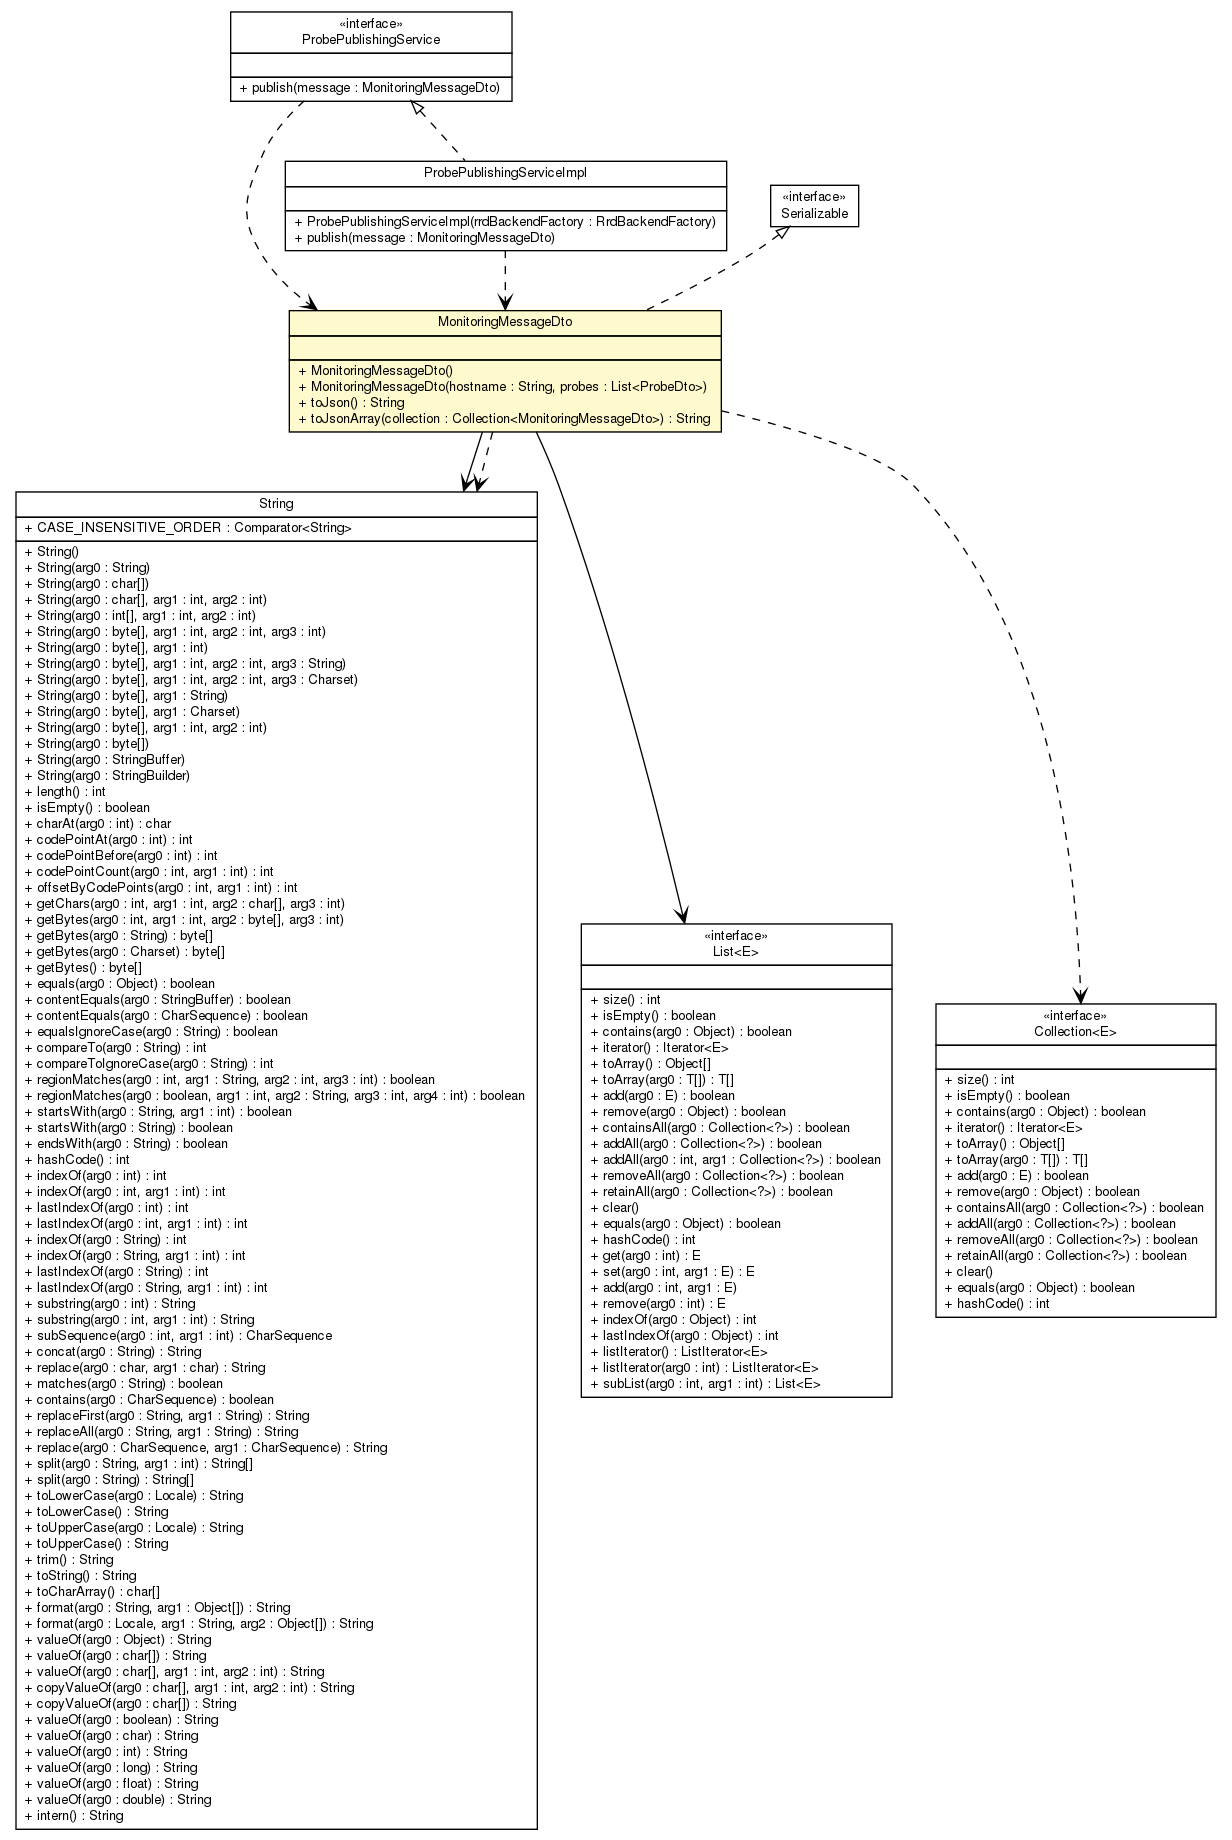 «interface»
ProbePublishingService
+ publish(message : MonitoringMessageDto)
ProbePublishingServiceImpl
+ ProbePublishingServiceImpl(rrdBackendFactory : RrdBackendFactory)
+ publish(message : MonitoringMessageDto)
«interface»
Serializable
MonitoringMessageDto
+ MonitoringMessageDto()
+ MonitoringMessageDto(hostname : String, probes : List<ProbeDto>)
+ toJson() : String
+ toJsonArray(collection : Collection<MonitoringMessageDto>) : String
String
+ CASE_INSENSITIVE_ORDER : Comparator<String>
+ String()
+ String(arg0 : String)
+ String(arg0 : char[])
+ String(arg0 : char[], arg1 : int, arg2 : int)
+ String(arg0 : int[], arg1 : int, arg2 : int)
+ String(arg0 : byte[], arg1 : int, arg2 : int, arg3 : int)
+ String(arg0 : byte[], arg1 : int)
+ String(arg0 : byte[], arg1 : int, arg2 : int, arg3 : String)
+ String(arg0 : byte[], arg1 : int, arg2 : int, arg3 : Charset)
+ String(arg0 : byte[], arg1 : String)
+ String(arg0 : byte[], arg1 : Charset)
+ String(arg0 : byte[], arg1 : int, arg2 : int)
+ String(arg0 : byte[])
+ String(arg0 : StringBuffer)
+ String(arg0 : StringBuilder)
+ length() : int
+ isEmpty() : boolean
+ charAt(arg0 : int) : char
+ codePointAt(arg0 : int) : int
+ codePointBefore(arg0 : int) : int
+ codePointCount(arg0 : int, arg1 : int) : int
+ offsetByCodePoints(arg0 : int, arg1 : int) : int
+ getChars(arg0 : int, arg1 : int, arg2 : char[], arg3 : int)
+ getBytes(arg0 : int, arg1 : int, arg2 : byte[], arg3 : int)
+ getBytes(arg0 : String) : byte[]
+ getBytes(arg0 : Charset) : byte[]
+ getBytes() : byte[]
+ equals(arg0 : Object) : boolean
+ contentEquals(arg0 : StringBuffer) : boolean
+ contentEquals(arg0 : CharSequence) : boolean
+ equalsIgnoreCase(arg0 : String) : boolean
+ compareTo(arg0 : String) : int
+ compareToIgnoreCase(arg0 : String) : int
+ regionMatches(arg0 : int, arg1 : String, arg2 : int, arg3 : int) : boolean
+ regionMatches(arg0 : boolean, arg1 : int, arg2 : String, arg3 : int, arg4 : int) : boolean
+ startsWith(arg0 : String, arg1 : int) : boolean
+ startsWith(arg0 : String) : boolean
+ endsWith(arg0 : String) : boolean
+ hashCode() : int
+ indexOf(arg0 : int) : int
+ indexOf(arg0 : int, arg1 : int) : int
+ lastIndexOf(arg0 : int) : int
+ lastIndexOf(arg0 : int, arg1 : int) : int
+ indexOf(arg0 : String) : int
+ indexOf(arg0 : String, arg1 : int) : int
+ lastIndexOf(arg0 : String) : int
+ lastIndexOf(arg0 : String, arg1 : int) : int
+ substring(arg0 : int) : String
+ substring(arg0 : int, arg1 : int) : String
+ subSequence(arg0 : int, arg1 : int) : CharSequence
+ concat(arg0 : String) : String
+ replace(arg0 : char, arg1 : char) : String
+ matches(arg0 : String) : boolean
+ contains(arg0 : CharSequence) : boolean
+ replaceFirst(arg0 : String, arg1 : String) : String
+ replaceAll(arg0 : String, arg1 : String) : String
+ replace(arg0 : CharSequence, arg1 : CharSequence) : String
+ split(arg0 : String, arg1 : int) : String[]
+ split(arg0 : String) : String[]
+ toLowerCase(arg0 : Locale) : String
+ toLowerCase() : String
+ toUpperCase(arg0 : Locale) : String
+ toUpperCase() : String
+ trim() : String
+ toString() : String
+ toCharArray() : char[]
+ format(arg0 : String, arg1 : Object[]) : String
+ format(arg0 : Locale, arg1 : String, arg2 : Object[]) : String
+ valueOf(arg0 : Object) : String
+ valueOf(arg0 : char[]) : String
+ valueOf(arg0 : char[], arg1 : int, arg2 : int) : String
+ copyValueOf(arg0 : char[], arg1 : int, arg2 : int) : String
+ copyValueOf(arg0 : char[]) : String
+ valueOf(arg0 : boolean) : String
+ valueOf(arg0 : char) : String
+ valueOf(arg0 : int) : String
+ valueOf(arg0 : long) : String
+ valueOf(arg0 : float) : String
+ valueOf(arg0 : double) : String
+ intern() : String
«interface»
List<E>
+ size() : int
+ isEmpty() : boolean
+ contains(arg0 : Object) : boolean
+ iterator() : Iterator<E>
+ toArray() : Object[]
+ toArray(arg0 : T[]) : T[]
+ add(arg0 : E) : boolean
+ remove(arg0 : Object) : boolean
+ containsAll(arg0 : Collection<?>) : boolean
+ addAll(arg0 : Collection<?>) : boolean
+ addAll(arg0 : int, arg1 : Collection<?>) : boolean
+ removeAll(arg0 : Collection<?>) : boolean
+ retainAll(arg0 : Collection<?>) : boolean
+ clear()
+ equals(arg0 : Object) : boolean
+ hashCode() : int
+ get(arg0 : int) : E
+ set(arg0 : int, arg1 : E) : E
+ add(arg0 : int, arg1 : E)
+ remove(arg0 : int) : E
+ indexOf(arg0 : Object) : int
+ lastIndexOf(arg0 : Object) : int
+ listIterator() : ListIterator<E>
+ listIterator(arg0 : int) : ListIterator<E>
+ subList(arg0 : int, arg1 : int) : List<E>
«interface»
Collection<E>
+ size() : int
+ isEmpty() : boolean
+ contains(arg0 : Object) : boolean
+ iterator() : Iterator<E>
+ toArray() : Object[]
+ toArray(arg0 : T[]) : T[]
+ add(arg0 : E) : boolean
+ remove(arg0 : Object) : boolean
+ containsAll(arg0 : Collection<?>) : boolean
+ addAll(arg0 : Collection<?>) : boolean
+ removeAll(arg0 : Collection<?>) : boolean
+ retainAll(arg0 : Collection<?>) : boolean
+ clear()
+ equals(arg0 : Object) : boolean
+ hashCode() : int